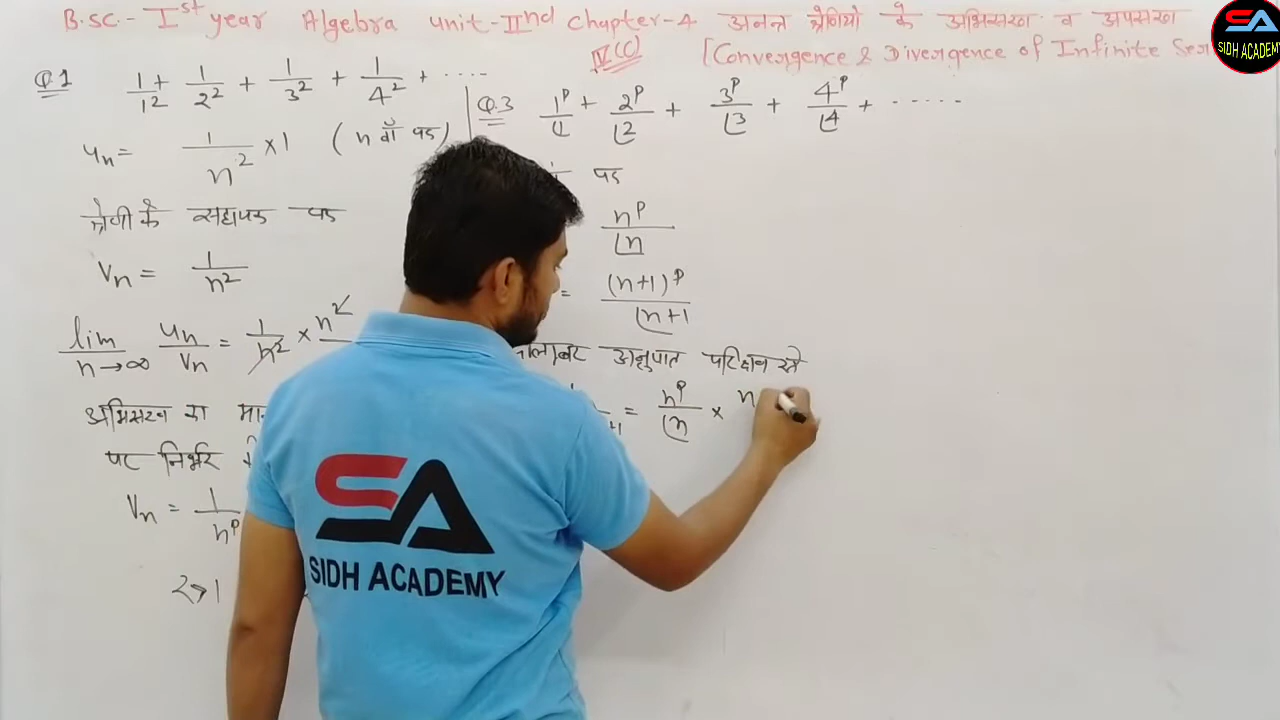 B.Sc.- Ist year Algebra unit-IInd Chapter-4 अनन्त श्रेणियो के अभिसरण व अपसरण
IV(C) [Convergence & Divergence of Infinite Ser
SA
SIDH ACADEMY
Q.1 1/1² + 1/2² + 1/3² + 1/4² + .....
uₙ = 1/n² × 1 (n वाँ पद)
श्रेणी के सहायक पद
Vₙ = 1/n²
lim n→∞ uₙ/vₙ = 1/n² × n²
अभिसरण का
पर निर्भर
Vₙ = 1/nᵖ
2>1
Q.3 1ᵖ/⌊1 + 2ᵖ/⌊2 + 3ᵖ/⌊3 + 4ᵖ/⌊4 + ......
पद
nᵖ/⌊n
= (n+1)ᵖ/⌊n+1
अनुपात परिक्षण से
= nᵖ/⌊n × n
SA
SIDH ACADEMY